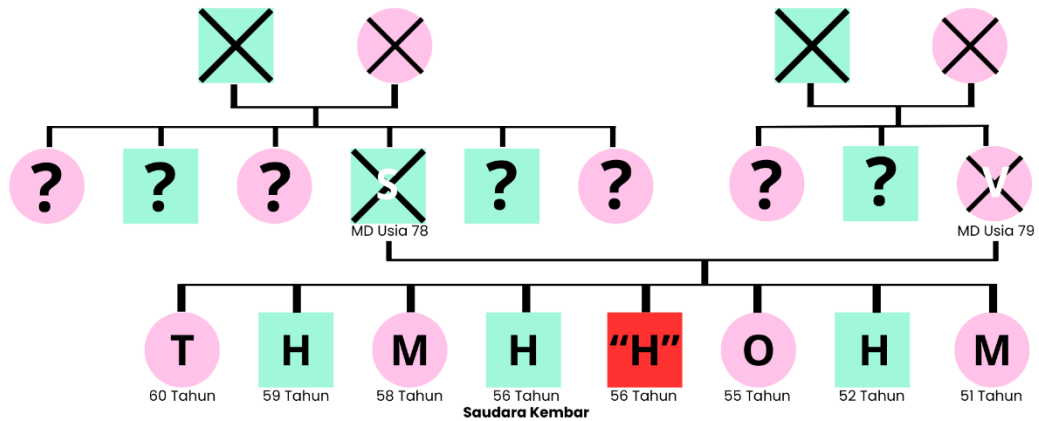 ? ? ? S ? ? ? ? V
MD Usia 78 MD Usia 79
T H M H “H” O H M
60 Tahun 59 Tahun 58 Tahun 56 Tahun 56 Tahun 55 Tahun 52 Tahun 51 Tahun
Saudara Kembar